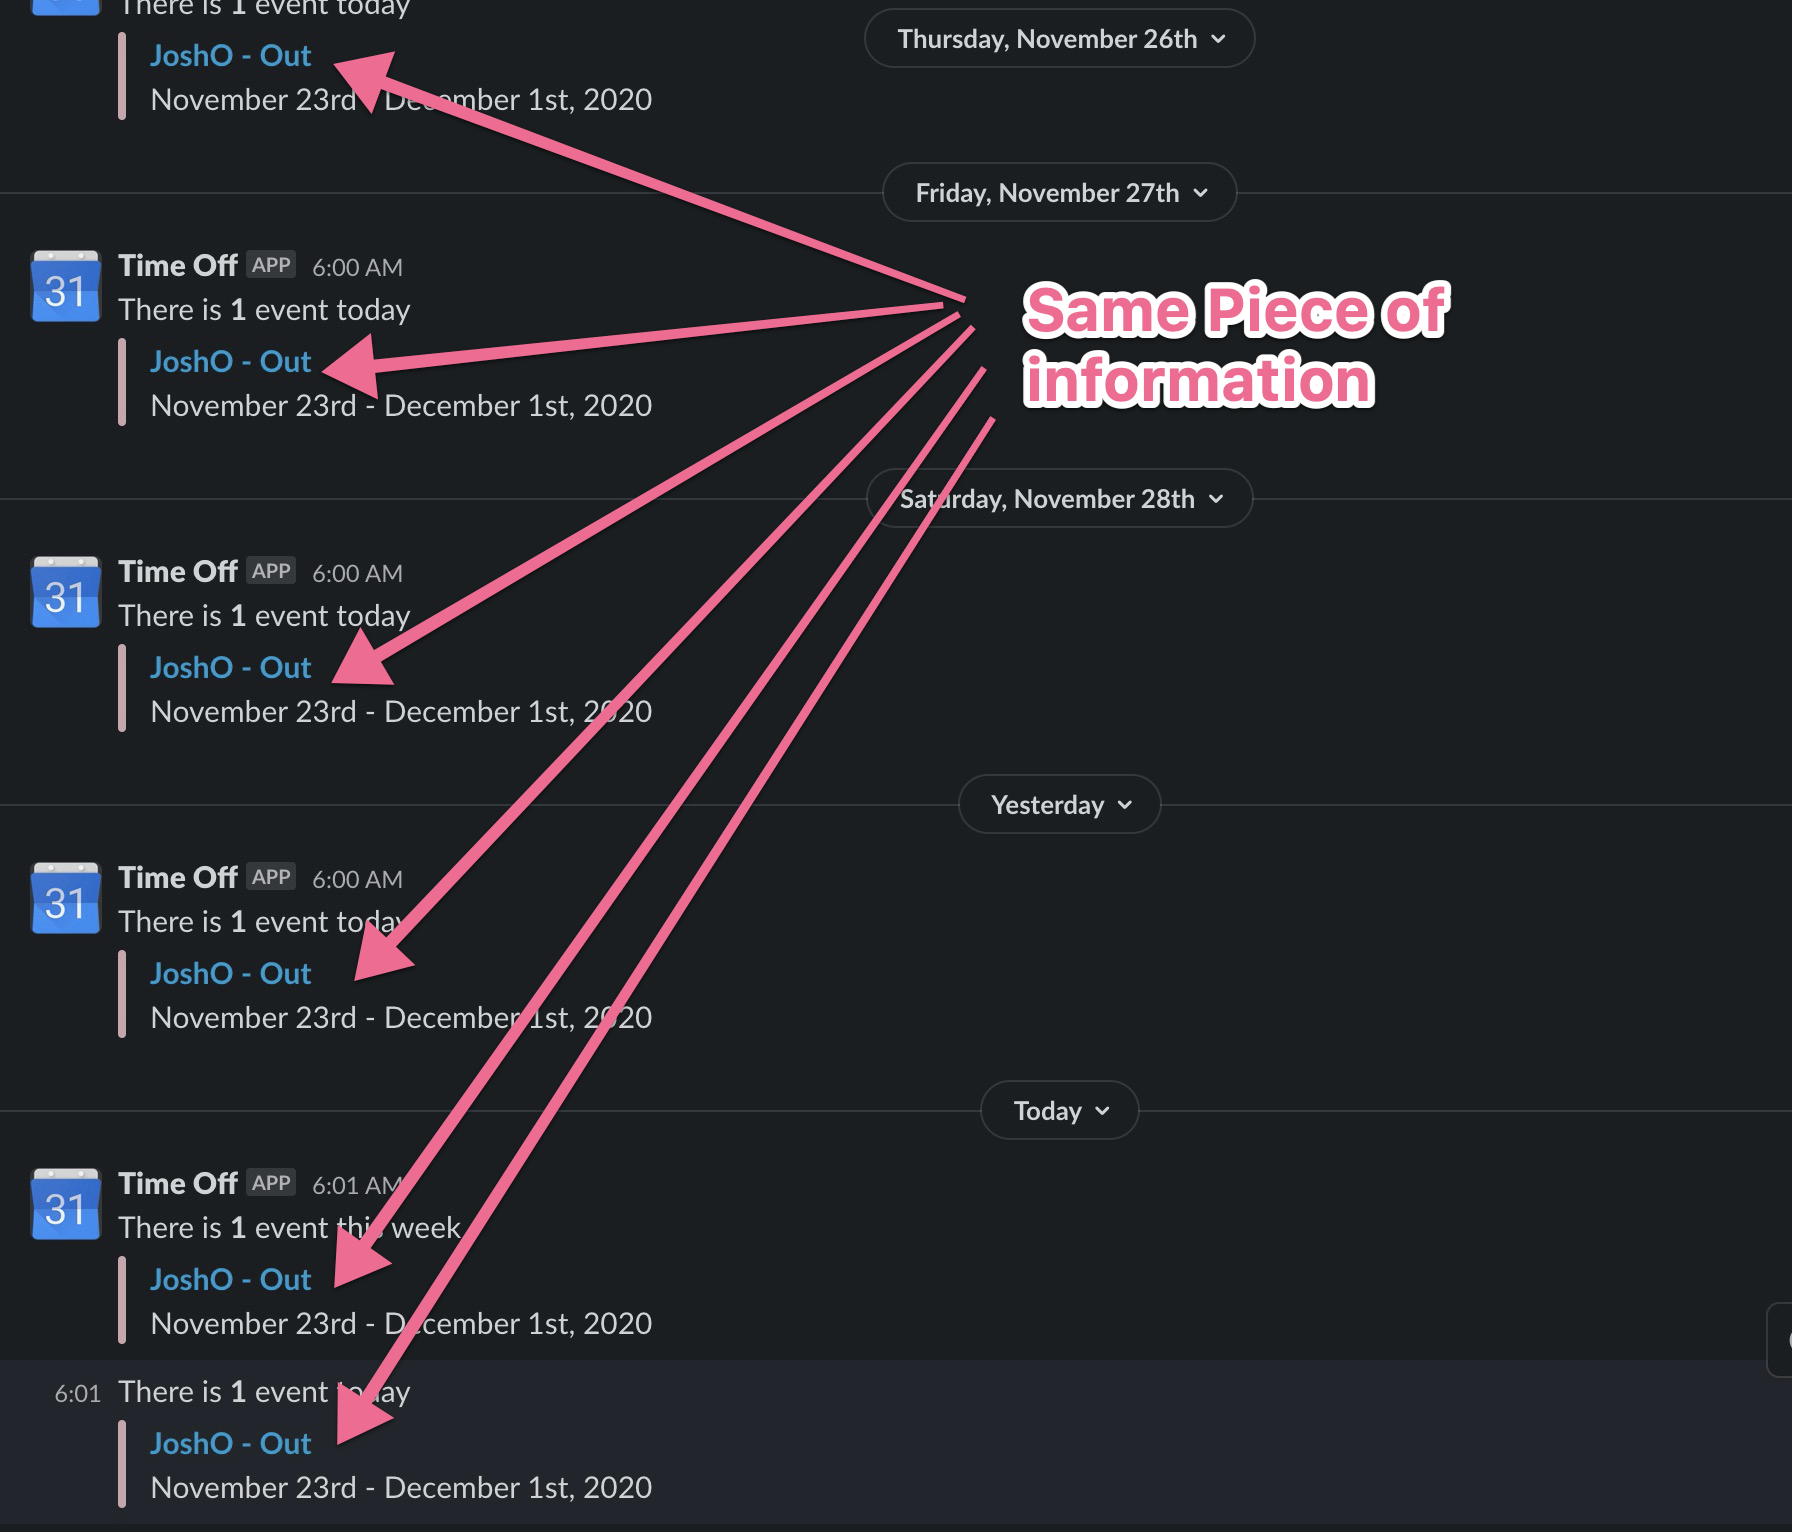 There is 1 event today
Thursday, November 26th
JoshO - Out
November 23rd - December 1st, 2020
Friday, November 27th
31
Time Off APP 6:00 AM
There is 1 event today
JoshO - Out
November 23rd - December 1st, 2020
Same Piece of
information
Saturday, November 28th
31
Time Off APP 6:00 AM
There is 1 event today
JoshO - Out
November 23rd - December 1st, 2020
Yesterday
31
Time Off APP 6:00 AM
There is 1 event today
JoshO - Out
November 23rd - December 1st, 2020
Today
31
Time Off APP 6:01 AM
There is 1 event this week
JoshO - Out
November 23rd - December 1st, 2020
6:01 There is 1 event today
JoshO - Out
November 23rd - December 1st, 2020